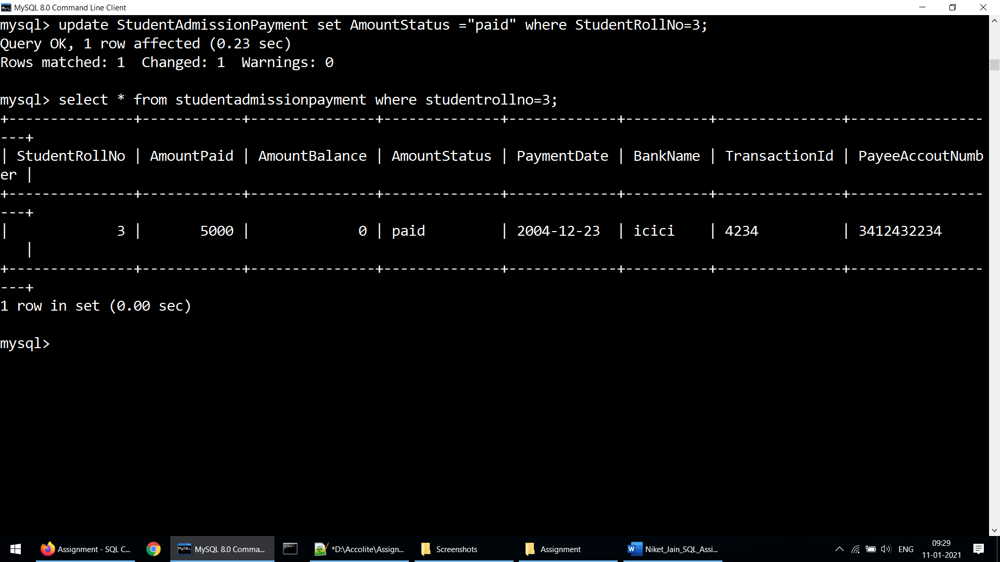 MySQL 8.0 Command Line Client
mysql> update StudentAdmissionPayment set AmountStatus ="paid" where StudentRollNo=3;
Query OK, 1 row affected (0.23 sec)
Rows matched: 1  Changed: 1  Warnings: 0
mysql> select * from studentadmissionpayment where studentrollno=3;
+---------------+------------+---------------+--------------+-------------+----------+---------------+----------------
---+
| StudentRollNo | AmountPaid | AmountBalance | AmountStatus | PaymentDate | BankName | TransactionId | PayeeAccoutNumb
er |
+---------------+------------+---------------+--------------+-------------+----------+---------------+----------------
---+
|             3 |       5000 |             0 | paid         | 2004-12-23  | icici    | 4234          | 3412432234
   |
+---------------+------------+---------------+--------------+-------------+----------+---------------+----------------
---+
1 row in set (0.00 sec)
mysql>
Assignment - SQL C...
MySQL 8.0 Comma...
*D:\Accolite\Assign...
Screenshots
Assignment
Niket_Jain_SQL_Assi...
ENG
09:29
11-01-2021